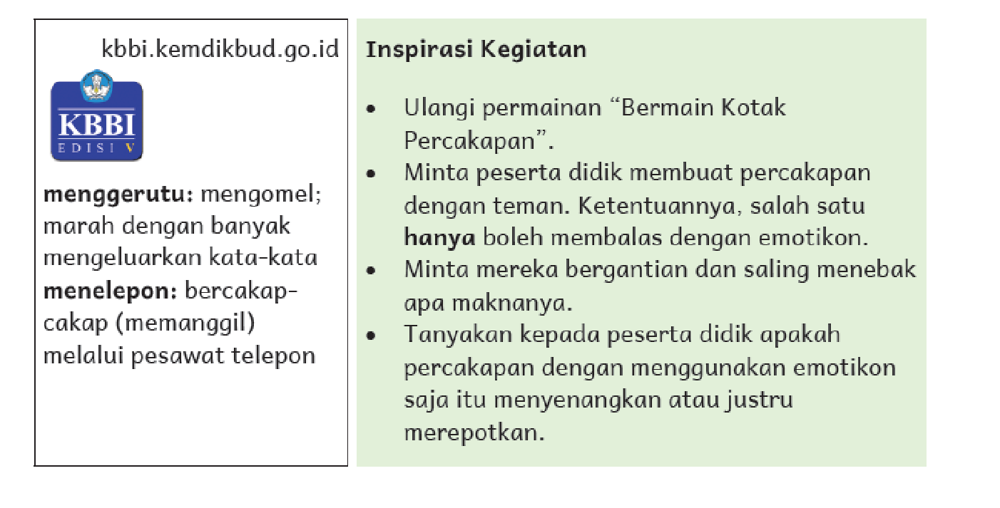 kbbi.kemdikbud.go.id
KBBI
EDISI V
menggerutu: mengomel;
marah dengan banyak
mengeluarkan kata-kata
menelepon: bercakap-
cakap (memanggil)
melalui pesawat telepon
Inspirasi Kegiatan
• Ulangi permainan “Bermain Kotak
Percakapan”.
• Minta peserta didik membuat percakapan
dengan teman. Ketentuannya, salah satu
hanya boleh membalas dengan emotikon.
• Minta mereka bergantian dan saling menebak
apa maknanya.
• Tanyakan kepada peserta didik apakah
percakapan dengan menggunakan emotikon
saja itu menyenangkan atau justru
merepotkan.